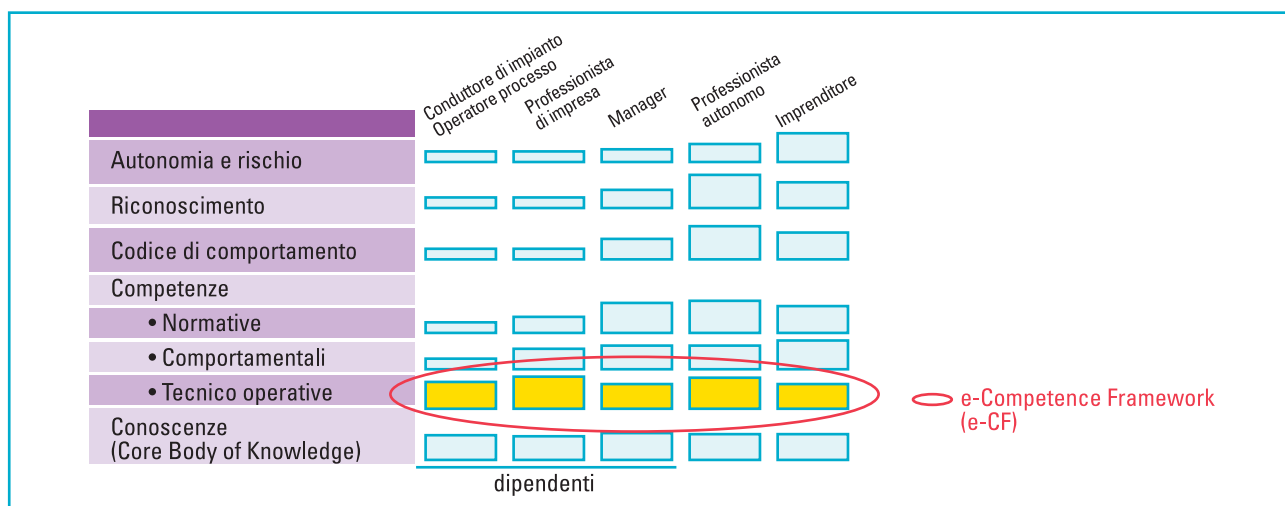 Conduttore di impianto
Operatore processo
Professionista
di impresa
Manager
Professionista
autonomo
Imprenditore
Autonomia e rischio
Riconoscimento
Codice di comportamento
Competenze
• Normative
• Comportamentali
• Tecnico operative
Conoscenze
(Core Body of Knowledge)
dipendenti
e-Competence Framework
(e-CF)